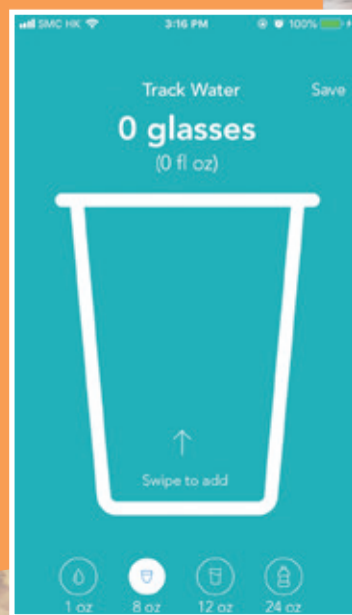 SMC HK 3:16 PM 100%
Track Water Save
0 glasses
(0 fl oz)
Swipe to add
1 oz 8 oz 12 oz 24 oz